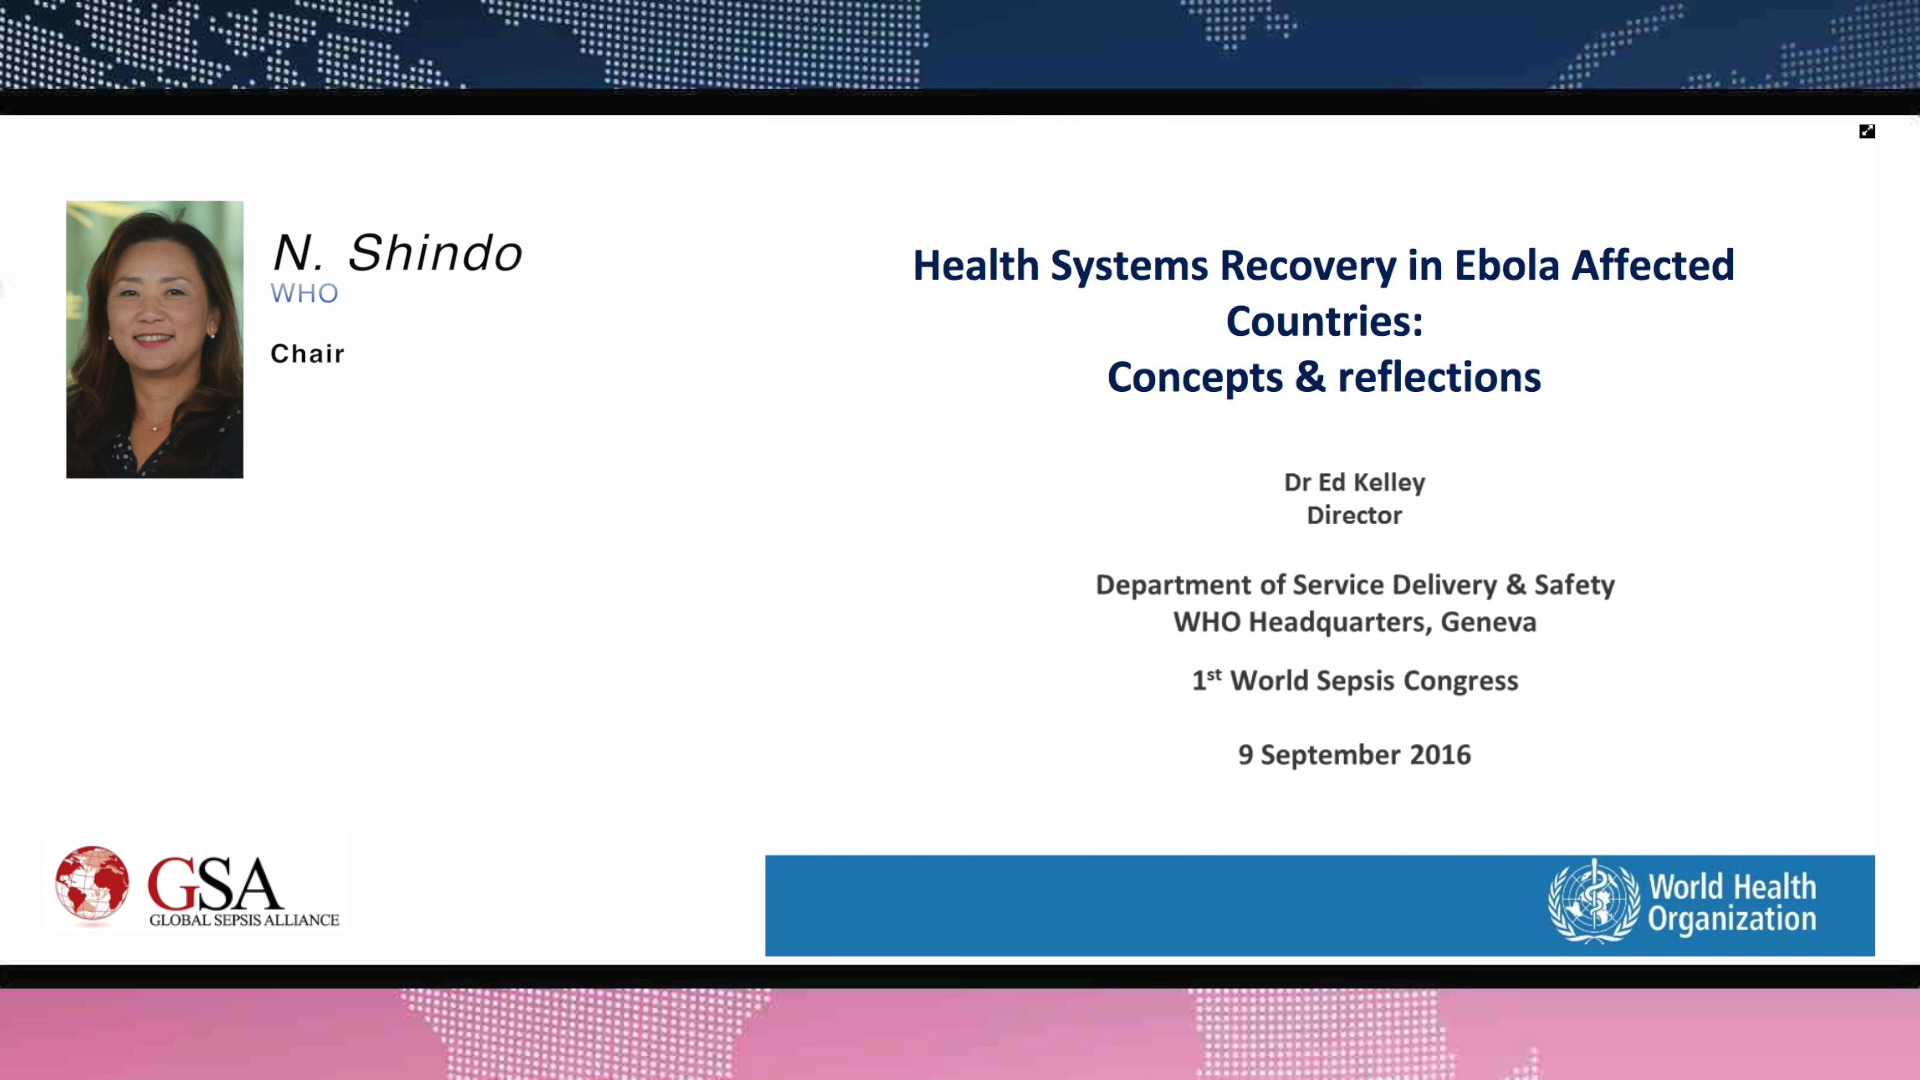 N. Shindo
WHO
Chair
Health Systems Recovery in Ebola Affected
Countries:
Concepts & reflections
Dr Ed Kelley
Director
Department of Service Delivery & Safety
WHO Headquarters, Geneva
1st World Sepsis Congress
9 September 2016
GSA
GLOBAL SEPSIS ALLIANCE
World Health
Organization